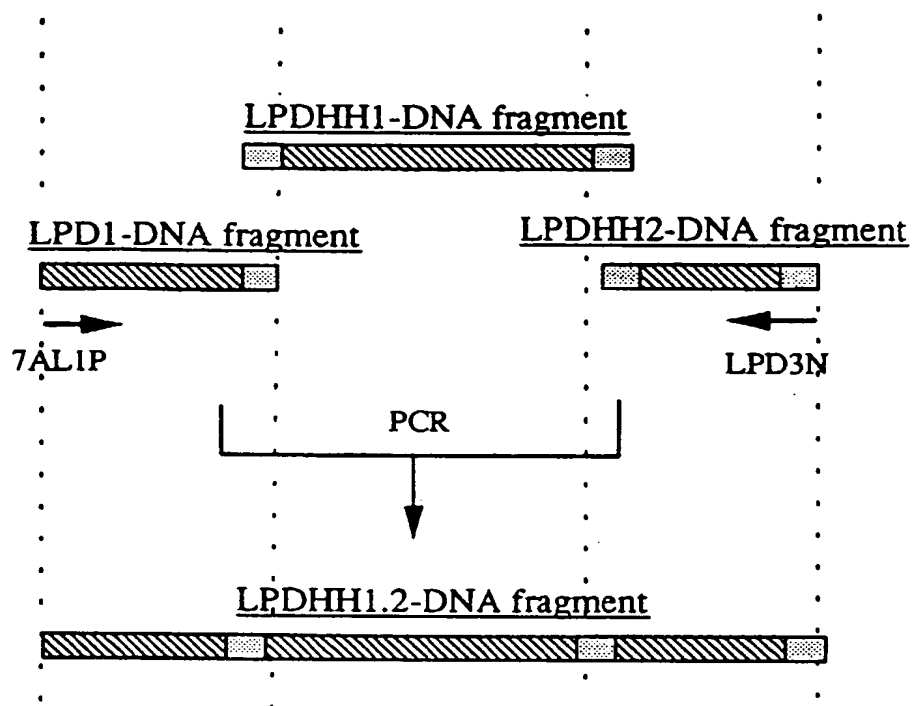 LPDHH1-DNA fragment
LPD1-DNA fragment
LPDHH2-DNA fragment
7AL1P
LPD3N
PCR
LPDHH1.2-DNA fragment